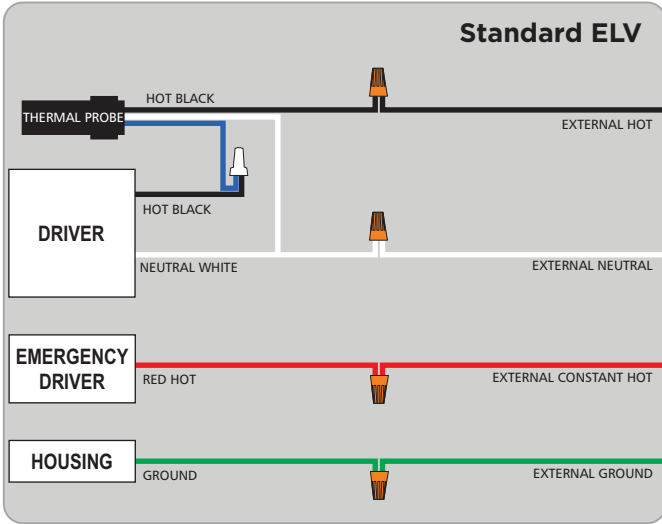 Standard ELV
HOT BLACK
THERMAL PROBE
EXTERNAL HOT
HOT BLACK
DRIVER
NEUTRAL WHITE
EXTERNAL NEUTRAL
EMERGENCY
DRIVER
RED HOT
EXTERNAL CONSTANT HOT
HOUSING
GROUND
EXTERNAL GROUND